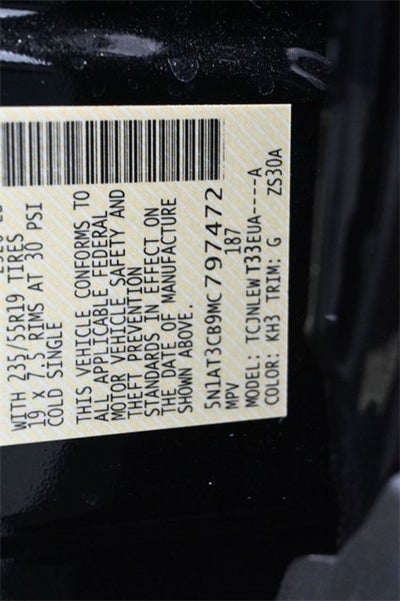 WITH 235/55R19 TIRES
19 X 7.5 RIMS AT 30 PSI
COLD SINGLE
THIS VEHICLE CONFORMS TO
ALL APPLICABLE FEDERAL
MOTOR VEHICLE SAFETY AND
THEFT PREVENTION
STANDARDS IN EFFECT ON
THE DATE OF MANUFACTURE
SHOWN ABOVE.
5N1AT3CB9MC797472
MPV 187
MODEL: TCJNLEWT33EUA----A
COLOR: KH3 TRIM: G ZS30A